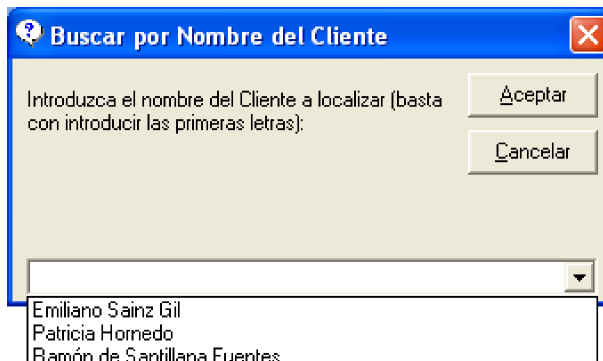 Buscar por Nombre del Cliente
Introduzca el nombre del Cliente a localizar (basta
con introducir las primeras letras):
Aceptar
Cancelar
Emiliano Sainz Gil
Patricia Hornedo
Ramón de Santillana Fuentes